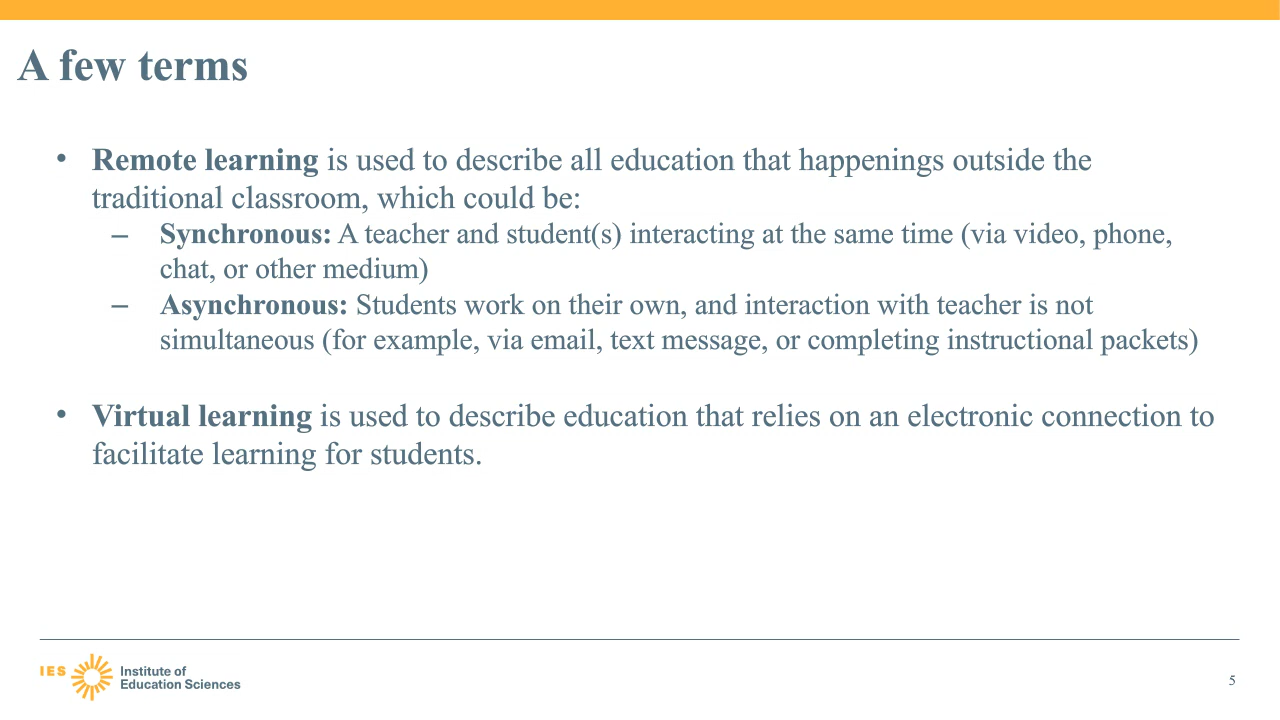 A few terms
• Remote learning is used to describe all education that happenings outside the
traditional classroom, which could be:
– Synchronous: A teacher and student(s) interacting at the same time (via video, phone,
chat, or other medium)
– Asynchronous: Students work on their own, and interaction with teacher is not
simultaneous (for example, via email, text message, or completing instructional packets)
• Virtual learning is used to describe education that relies on an electronic connection to
facilitate learning for students.
IES
Institute of
Education Sciences
5